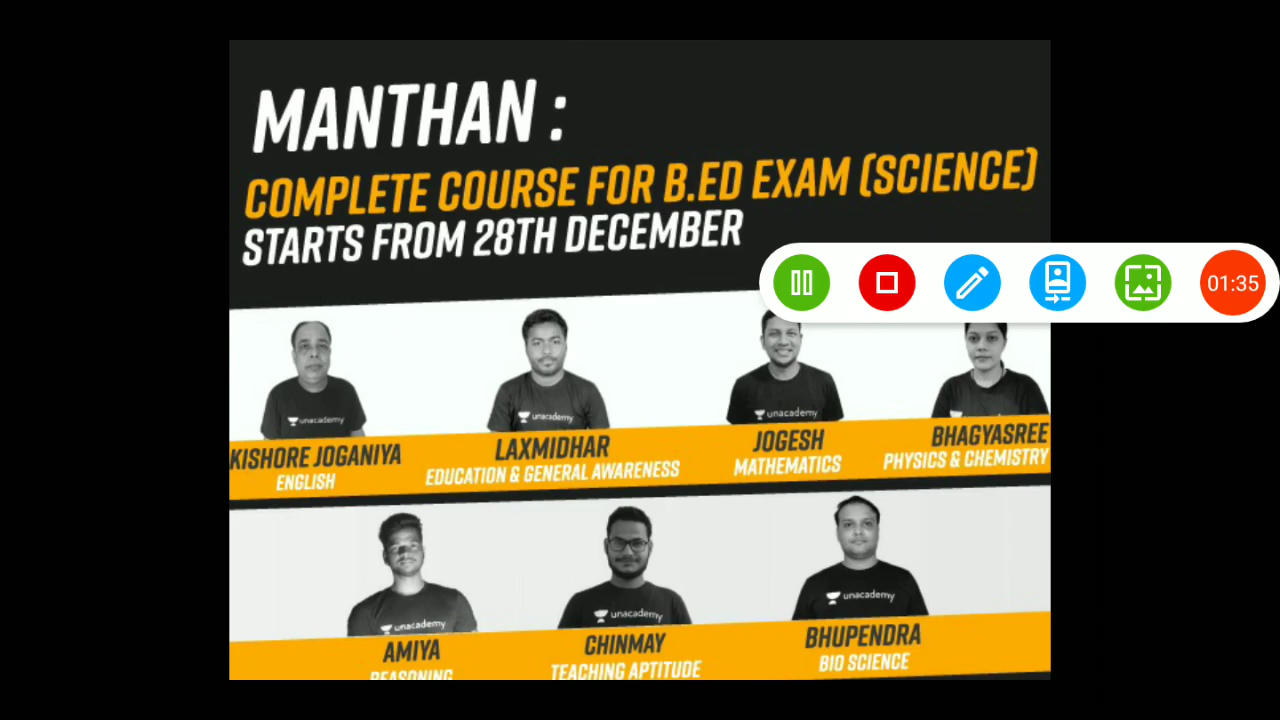 MANTHAN :
COMPLETE COURSE FOR B.ED EXAM (SCIENCE)
STARTS FROM 28TH DECEMBER
01:35
unacademy
unacademy
unacademy
unacademy
KISHORE JOGANIYA
ENGLISH
LAXMIDHAR
EDUCATION & GENERAL AWARENESS
JOGESH
MATHEMATICS
BHAGYASREE
PHYSICS & CHEMISTRY
unacademy
unacademy
unacademy
AMIYA
REASONING
CHINMAY
TEACHING APTITUDE
BHUPENDRA
BIO SCIENCE